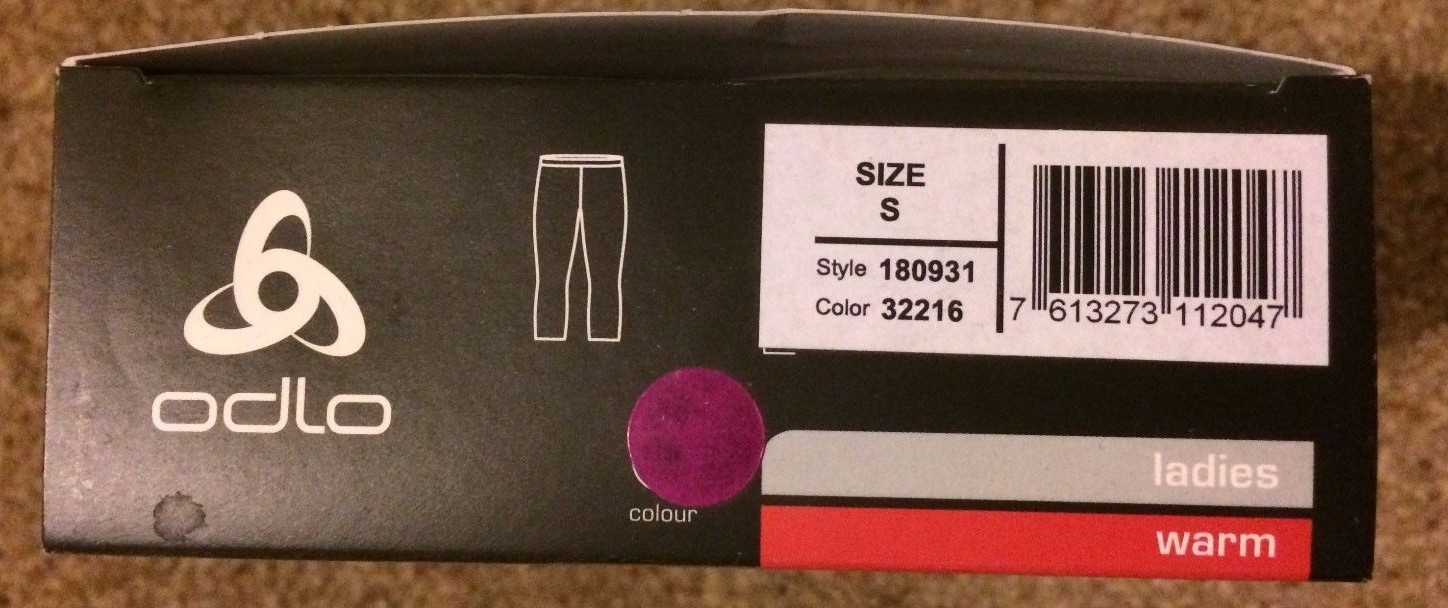 odlo
colour
SIZE
S
Style 180931
Color 32216
7 613273 112047
ladies
warm